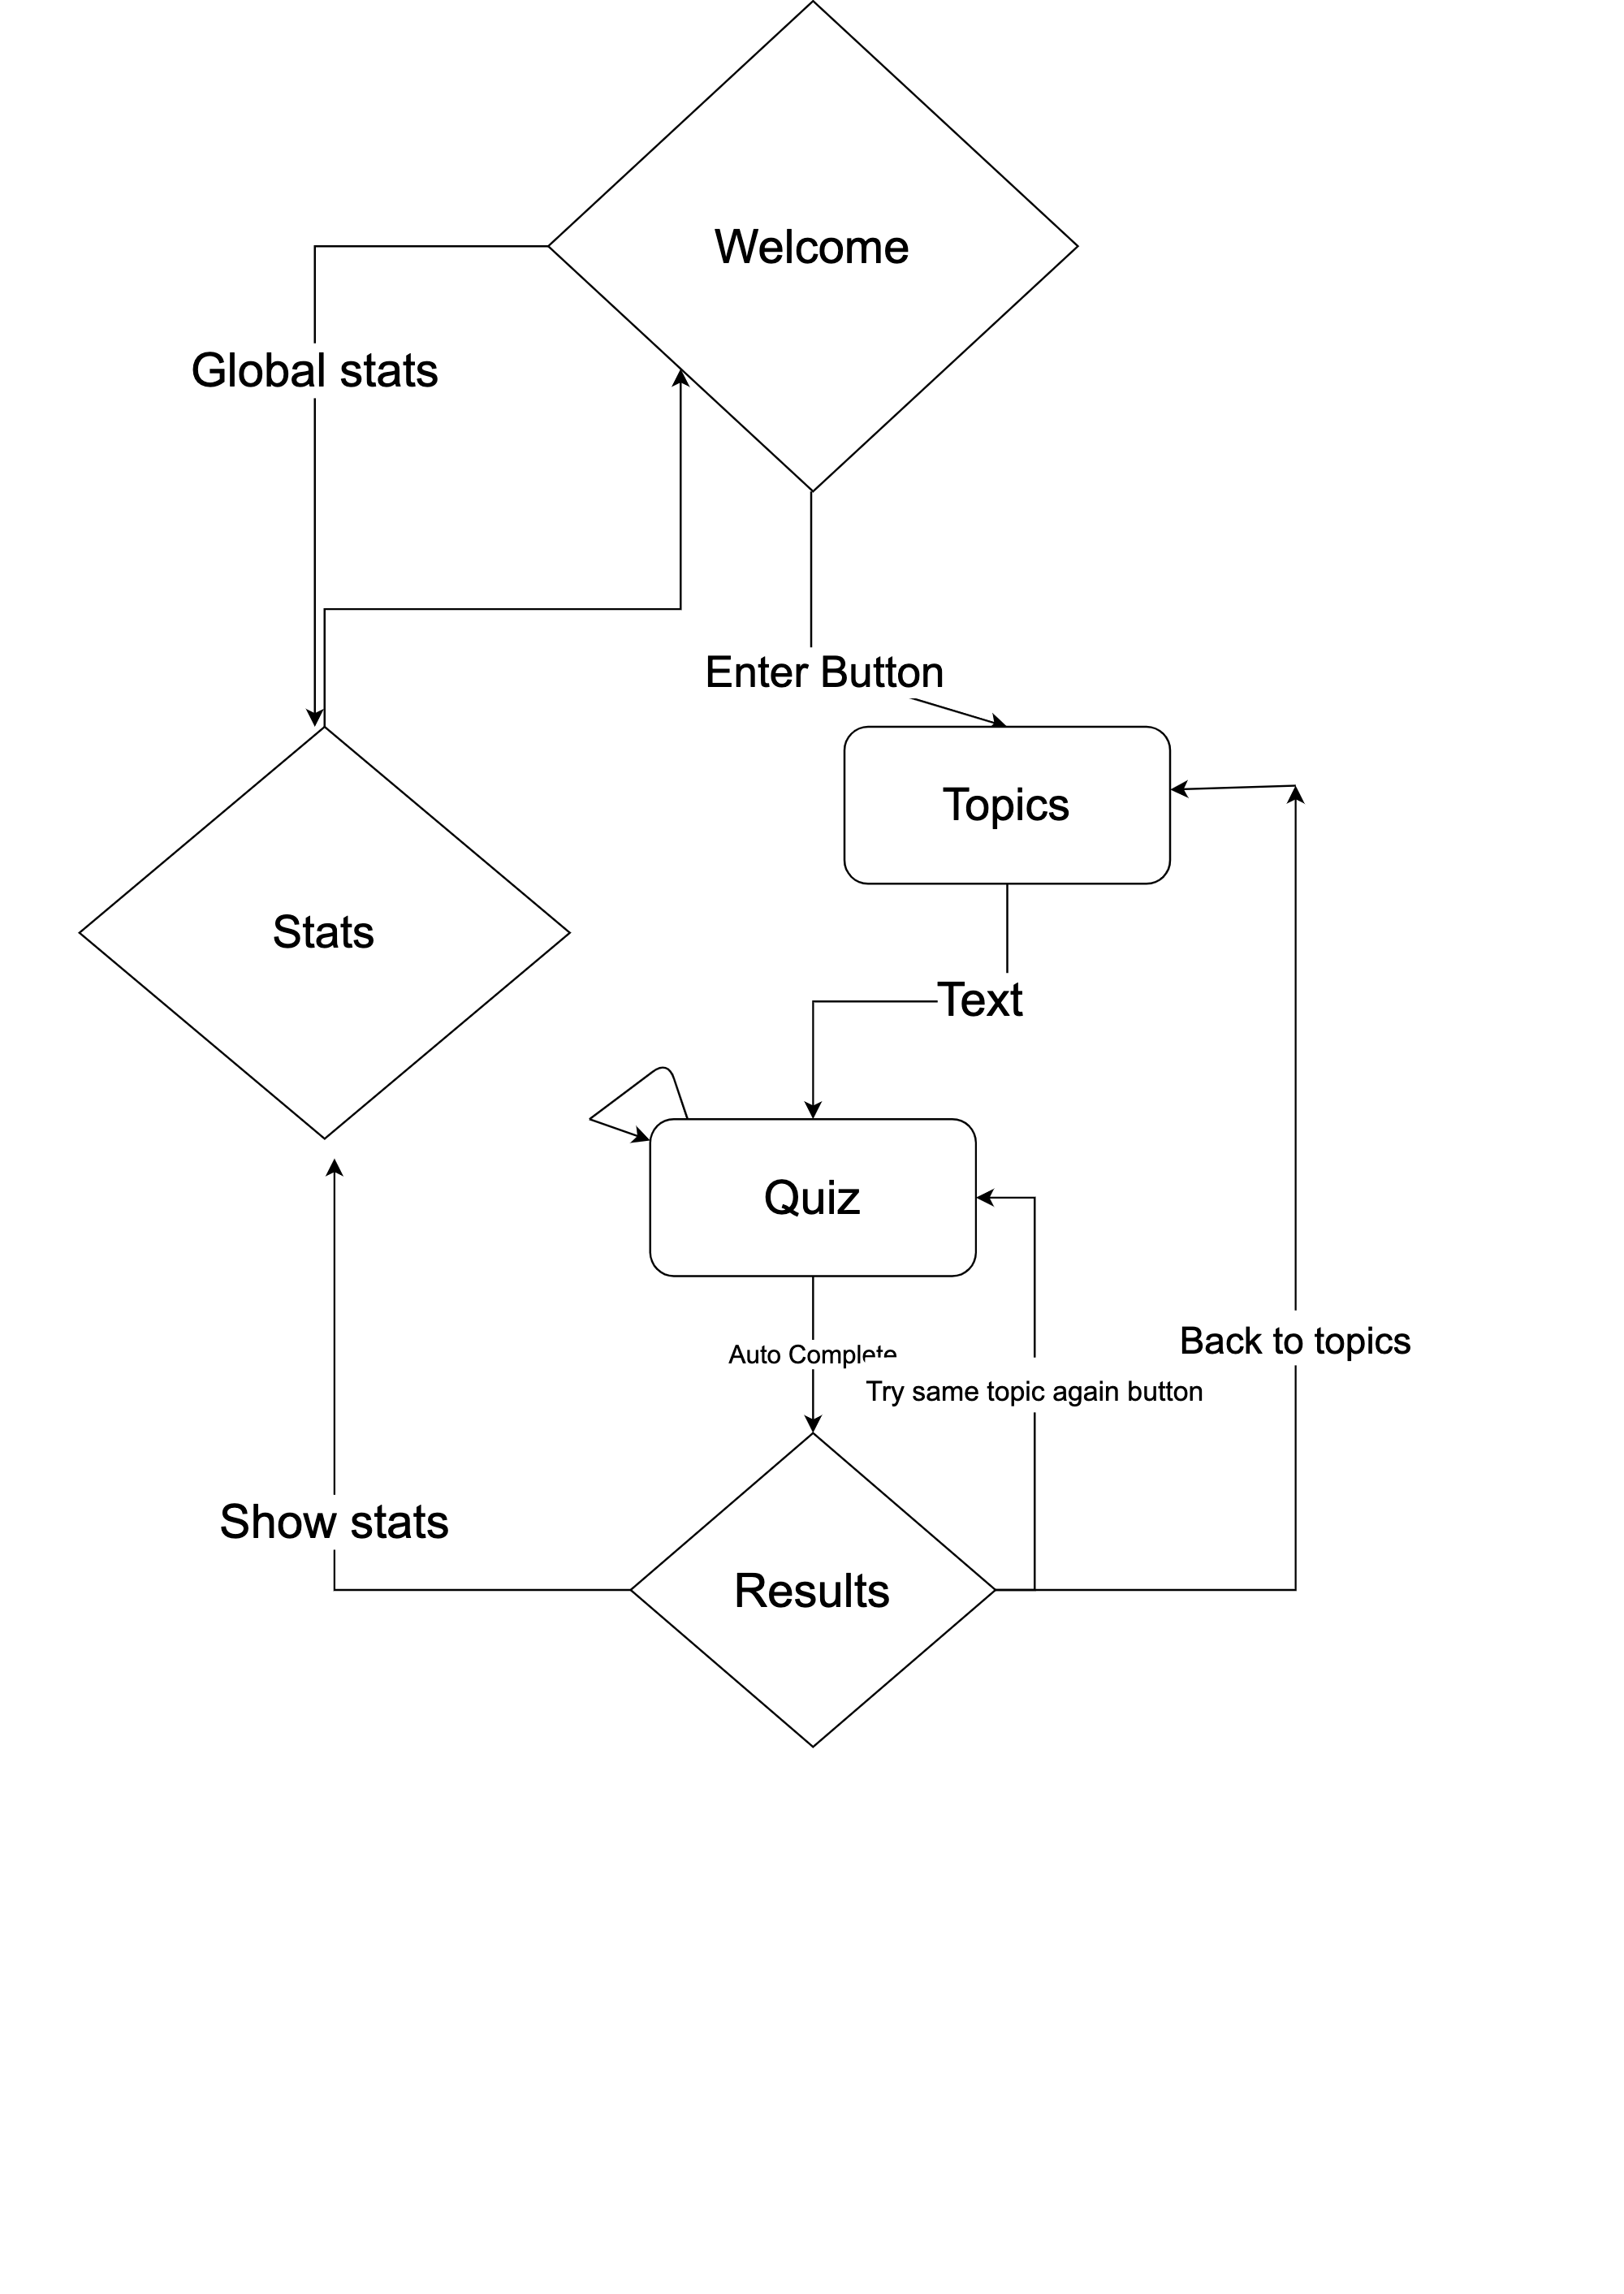 Welcome
Global stats
Enter Button
Topics
Stats
Text
Quiz
Back to topics
Auto Complete
Try same topic again button
Show stats
Results